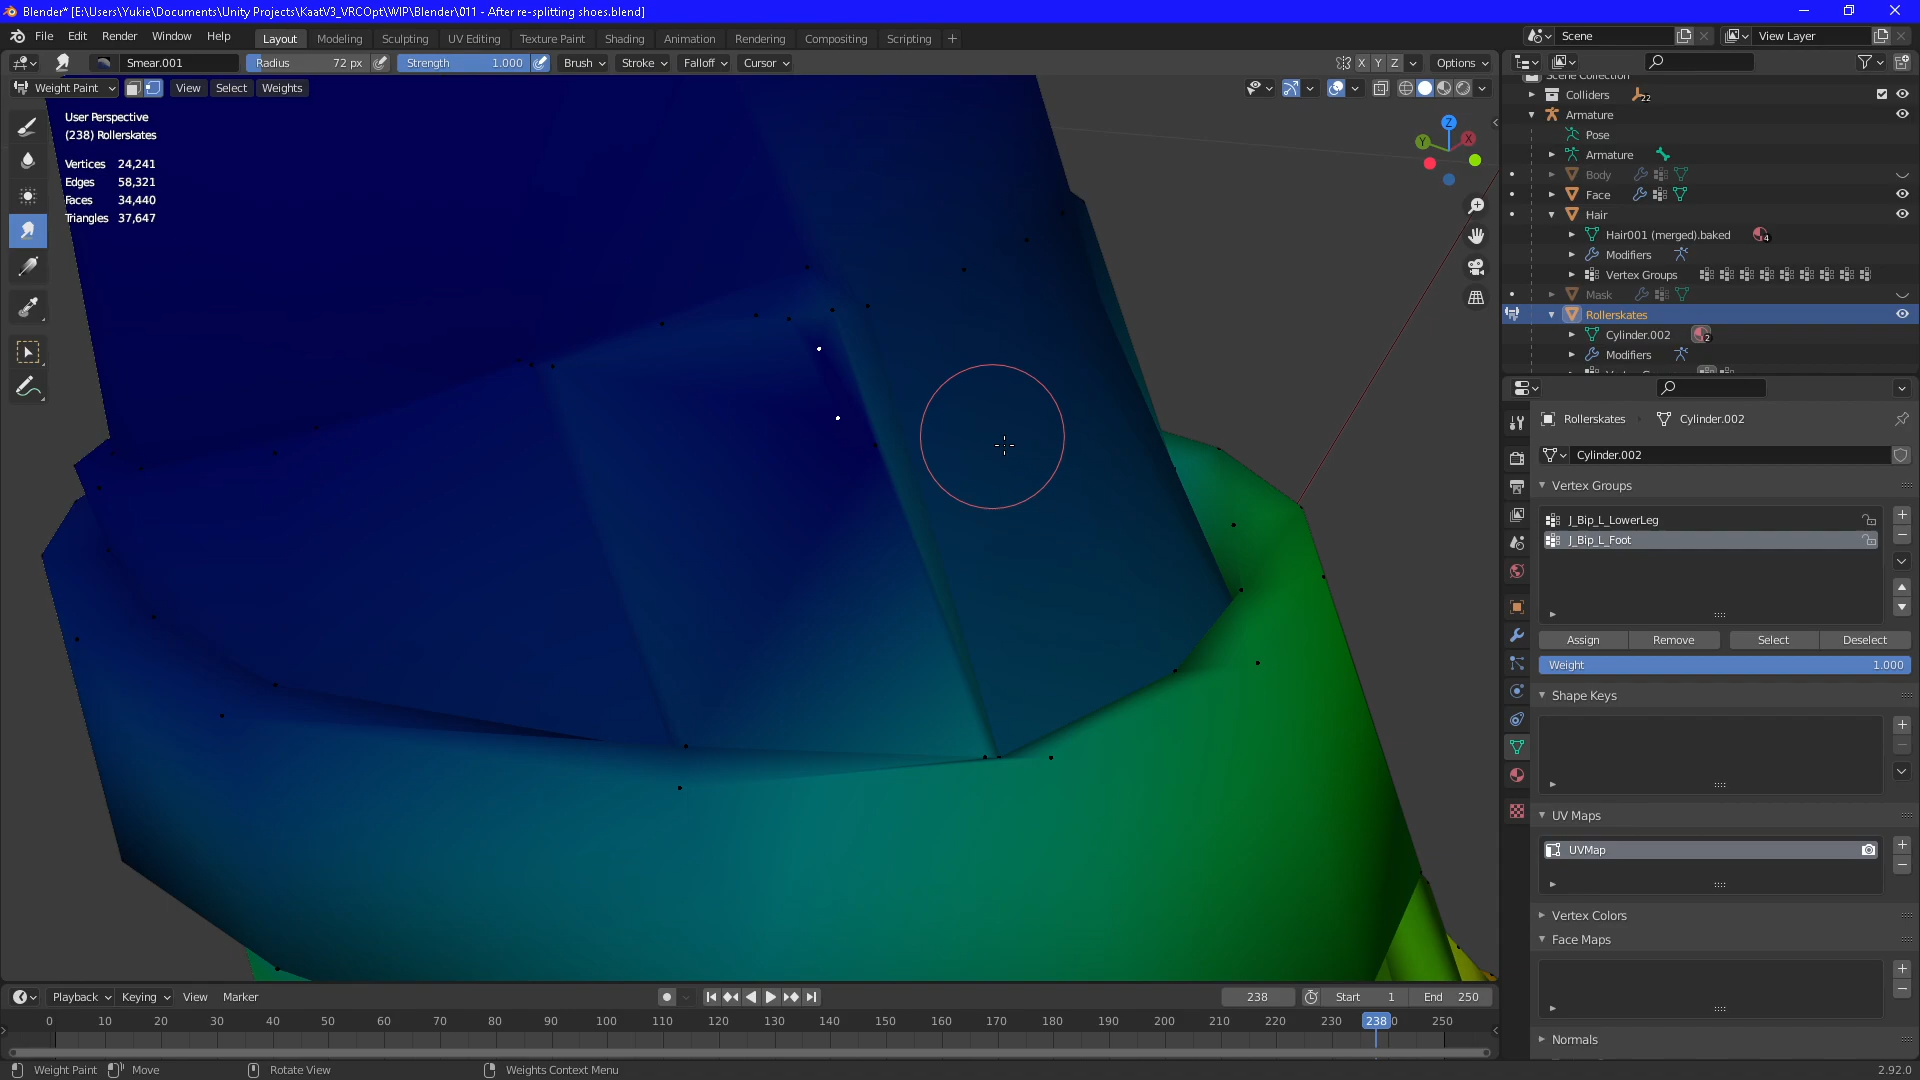 Blender* [E:\Users\Yukie\Documents\Unity Projects\KaatV3_VRCOpt\WIP\Blender\011 - After re-splitting shoes.blend]
File Edit Render Window Help
Layout Modeling Sculpting UV Editing Texture Paint Shading Animation Rendering Compositing Scripting
Scene
View Layer
Smear.001
Radius 72 px
Strength 1.000
Brush Stroke Falloff Cursor
X Y Z
Options
Weight Paint
View Select Weights
User Perspective
(238) Rollerskates
Vertices 24,241
Edges 58,321
Faces 34,440
Triangles 37,647
Z
Y
X
Scene Collection
Colliders
22
Armature
Pose
Armature
Body
Face
Hair
Hair001 (merged).baked
4
Modifiers
Vertex Groups
Mask
Rollerskates
Cylinder.002
2
Modifiers
Rollerskates Cylinder.002
Cylinder.002
Vertex Groups
J_Bip_L_LowerLeg
J_Bip_L_Foot
Assign Remove Select Deselect
Weight 1.000
Shape Keys
UV Maps
UVMap
Vertex Colors
Face Maps
Normals
Playback Keying View Marker
238
Start 1
End 250
0 10 20 30 40 50 60 70 80 90 100 110 120 130 140 150 160 170 180 190 200 210 220 230 238 250
Weight Paint Move Rotate View Weights Context Menu
2.92.0